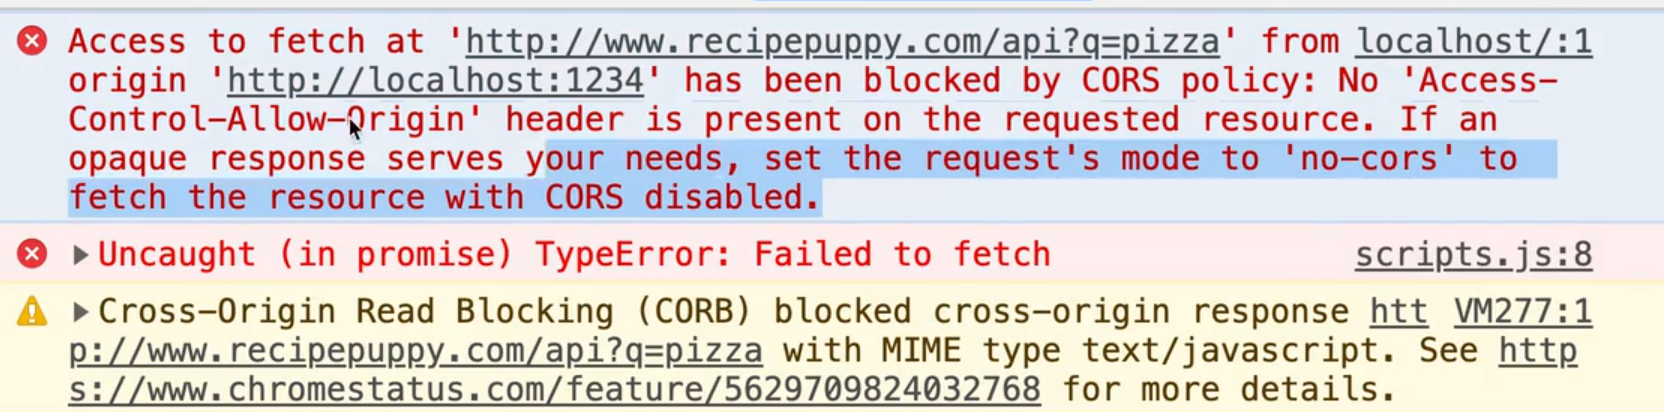 Access to fetch at 'http://www.recipepuppy.com/api?q=pizza' from localhost/:1
origin 'http://localhost:1234' has been blocked by CORS policy: No 'Access-
Control-Allow-Origin' header is present on the requested resource. If an
opaque response serves your needs, set the request's mode to 'no-cors' to
fetch the resource with CORS disabled.
Uncaught (in promise) TypeError: Failed to fetch scripts.js:8
Cross-Origin Read Blocking (CORB) blocked cross-origin response htt VM277:1
p://www.recipepuppy.com/api?q=pizza with MIME type text/javascript. See http
s://www.chromestatus.com/feature/5629709824032768 for more details.